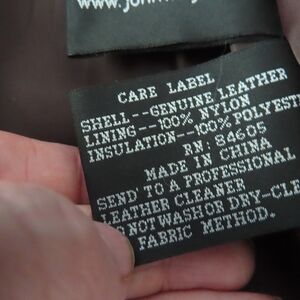 CARE LABEL
SHELL--GENUINE LEATHER
LINING--100% NYLON
INSULATION--100%POLYEST
RN: 84605
MADE IN CHINA
SEND TO A PROFESSIONAL
LEATHER CLEANER
NOT WASH OR DRY-CLE
FABRIC METHOD.